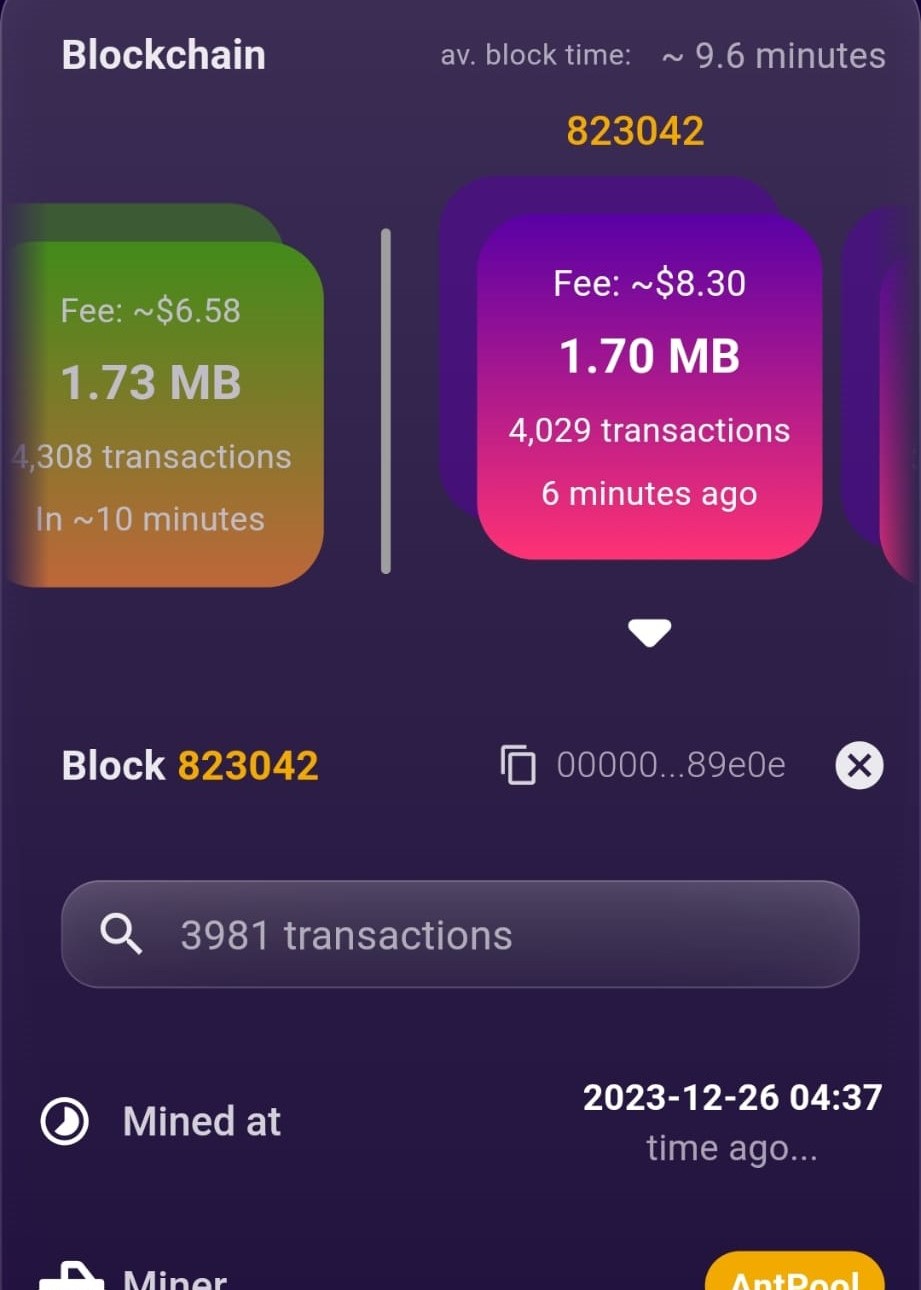 Blockchain
av. block time: ~ 9.6 minutes
823042
Fee: ~$6.58
1.73 MB
4,308 transactions
In ~10 minutes
Fee: ~$8.30
1.70 MB
4,029 transactions
6 minutes ago
Block 823042
00000...89e0e
3981 transactions
Mined at
2023-12-26 04:37
time ago...
Miner
AntPool